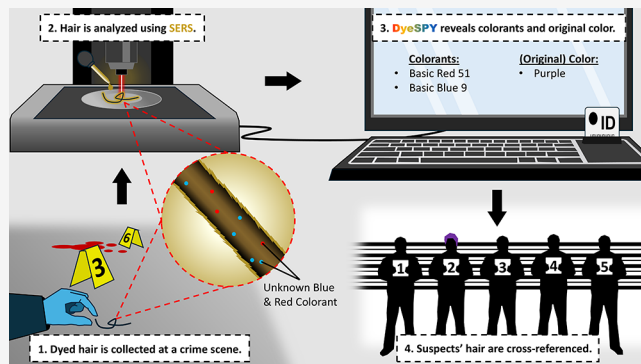 2. Hair is analyzed using SERS.
3. DyeSPY reveals colorants and original color.
Colorants:
• Basic Red 51
• Basic Blue 9
(Original) Color:
• Purple
ID
6
3
Unknown Blue
& Red Colorant
1
2
3
4
5
1. Dyed hair is collected at a crime scene.
4. Suspects' hair are cross-referenced.